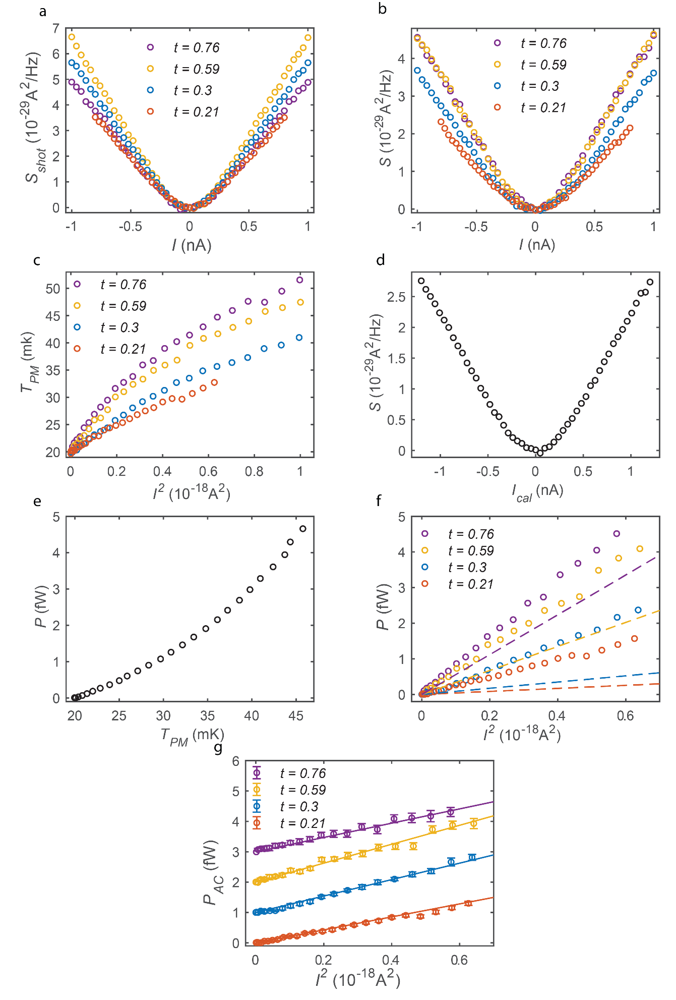 a
7
6
5
4
3
2
1
0
S_shot (10^-29A^2/Hz)
t = 0.76
t = 0.59
t = 0.3
t = 0.21
-1
-0.5
0
0.5
1
I (nA)
b
4
3
2
1
0
S (10^-29A^2/Hz)
t = 0.76
t = 0.59
t = 0.3
t = 0.21
-1
-0.5
0
0.5
1
I (nA)
c
50
45
40
35
30
25
20
T_PM (mk)
t = 0.76
t = 0.59
t = 0.3
t = 0.21
0
0.2
0.4
0.6
0.8
1
I^2 (10^-18A^2)
d
2.5
2
1.5
1
0.5
0
S (10^-29A^2/Hz)
-1
-0.5
0
0.5
1
I_cal (nA)
e
5
4
3
2
1
0
P (fW)
20
25
30
35
40
45
T_PM (mK)
f
5
4
3
2
1
0
P (fW)
t = 0.76
t = 0.59
t = 0.3
t = 0.21
0
0.2
0.4
0.6
I^2 (10^-18A^2)
g
6
5
4
3
2
1
0
P_AC (fW)
t = 0.76
t = 0.59
t = 0.3
t = 0.21
0
0.2
0.4
0.6
I^2 (10^-18A^2)